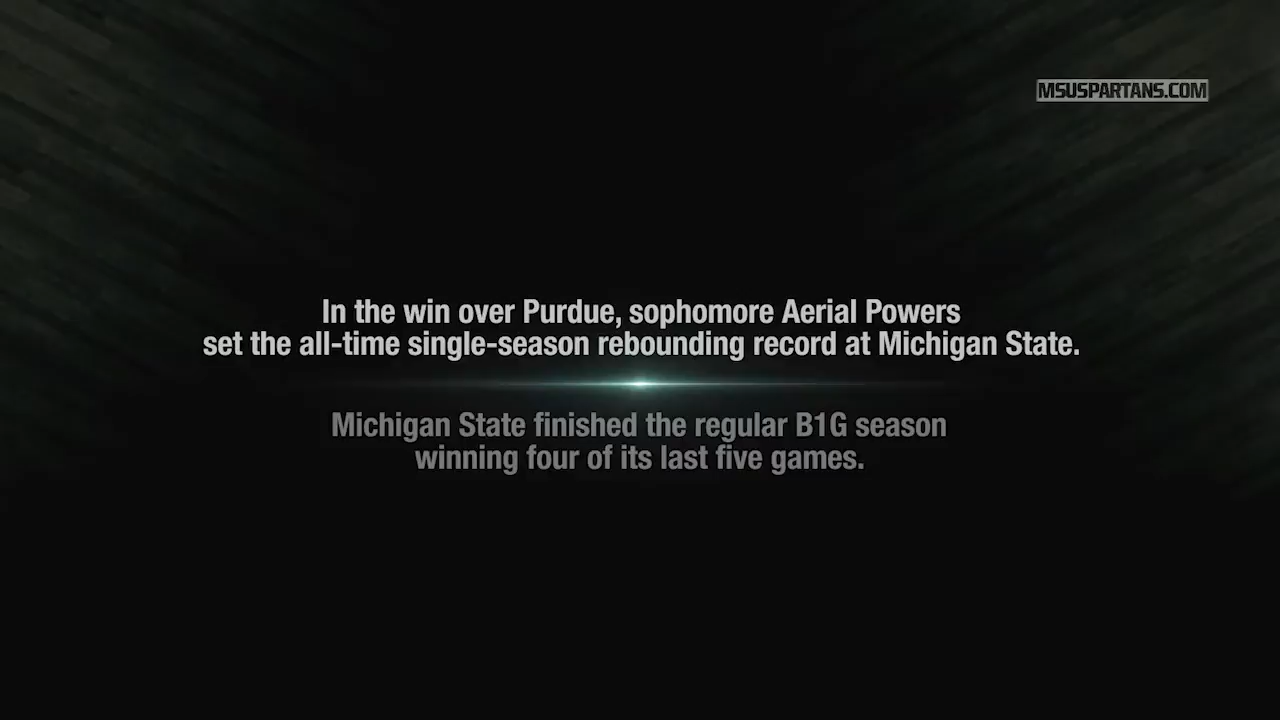 MSUSPARTANS.COM
In the win over Purdue, sophomore Aerial Powers
set the all-time single-season rebounding record at Michigan State.
Michigan State finished the regular B1G season
winning four of its last five games.